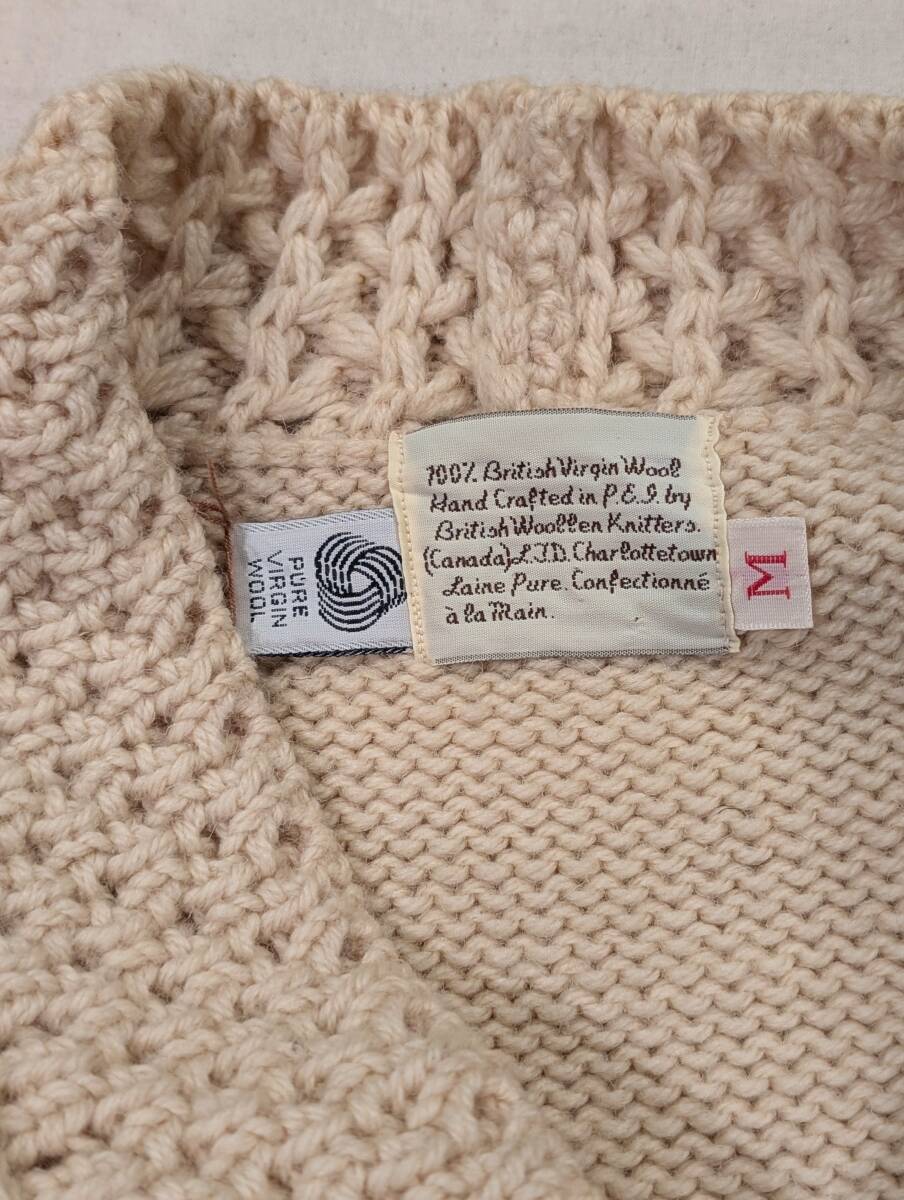 100% British Virgin Wool
Hand Crafted in P.E.I. by
British Woollen Knitters.
(Canada) L.T.D. Charlottetown
Laine Pure. Confectionné
à la Main.
PURE
VIRGIN
WOOL
M